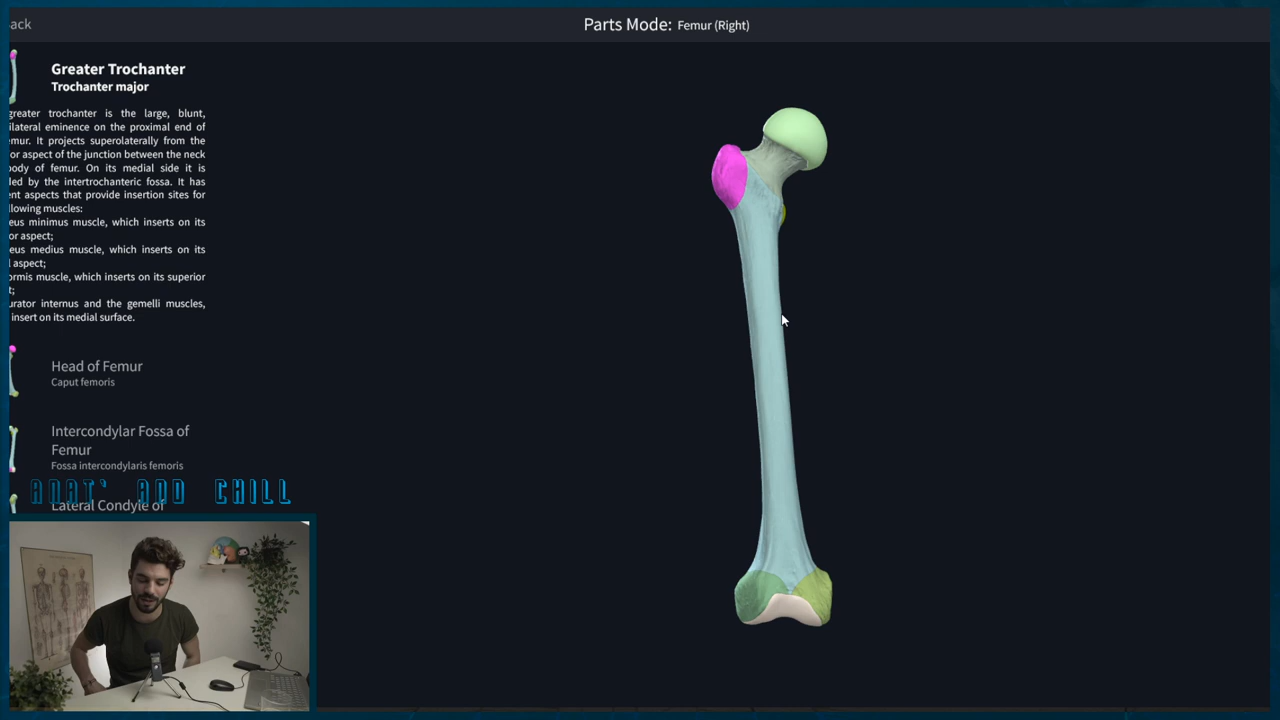 ack
Parts Mode: Femur (Right)
Greater Trochanter
Trochanter major
greater trochanter is the large, blunt,
ilateral eminence on the proximal end of
emur. It projects superolaterally from the
or aspect of the junction between the neck
body of femur. On its medial side it is
led by the intertrochanteric fossa. It has
ent aspects that provide insertion sites for
llowing muscles:
eus minimus muscle, which inserts on its
or aspect;
eus medius muscle, which inserts on its
l aspect;
ormis muscle, which inserts on its superior
t;
urator internus and the gemelli muscles,
insert on its medial surface.
Head of Femur
Caput femoris
Intercondylar Fossa of
Femur
Fossa intercondylaris femoris
ANAT' AND CHILL
Lateral Condyle of